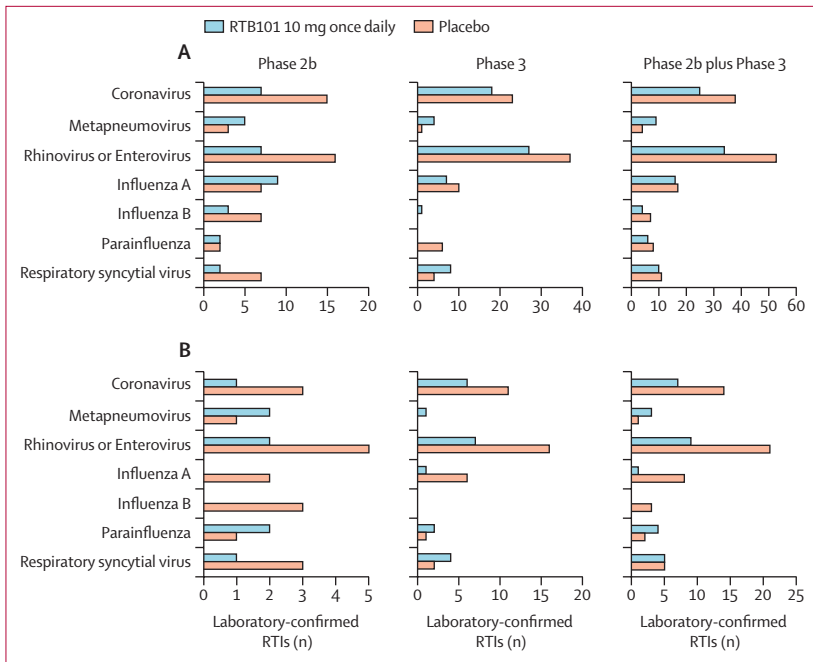 RTB101 10 mg once daily Placebo
A
Phase 2b Phase 3 Phase 2b plus Phase 3
Coronavirus
Metapneumovirus
Rhinovirus or Enterovirus
Influenza A
Influenza B
Parainfluenza
Respiratory syncytial virus
0 5 10 15 20 0 10 20 30 40 0 10 20 30 40 50 60
B
Coronavirus
Metapneumovirus
Rhinovirus or Enterovirus
Influenza A
Influenza B
Parainfluenza
Respiratory syncytial virus
0 1 2 3 4 5 0 5 10 15 20 0 5 10 15 20 25
Laboratory-confirmed Laboratory-confirmed Laboratory-confirmed
RTIs (n) RTIs (n) RTIs (n)